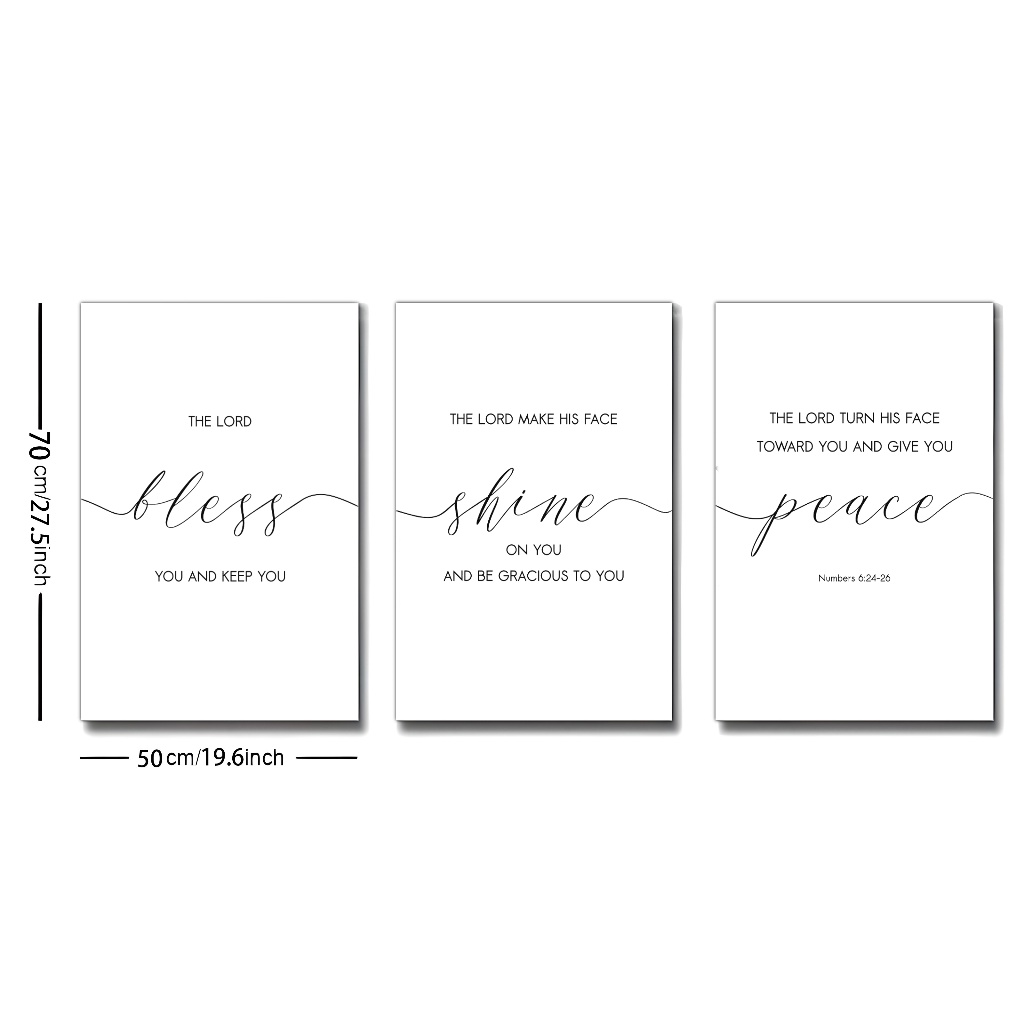 THE LORD
bless
YOU AND KEEP YOU
THE LORD MAKE HIS FACE
shine
ON YOU
AND BE GRACIOUS TO YOU
THE LORD TURN HIS FACE
TOWARD YOU AND GIVE YOU
peace
Numbers 6:24-26
70cm/27.5inch
50cm/19.6inch